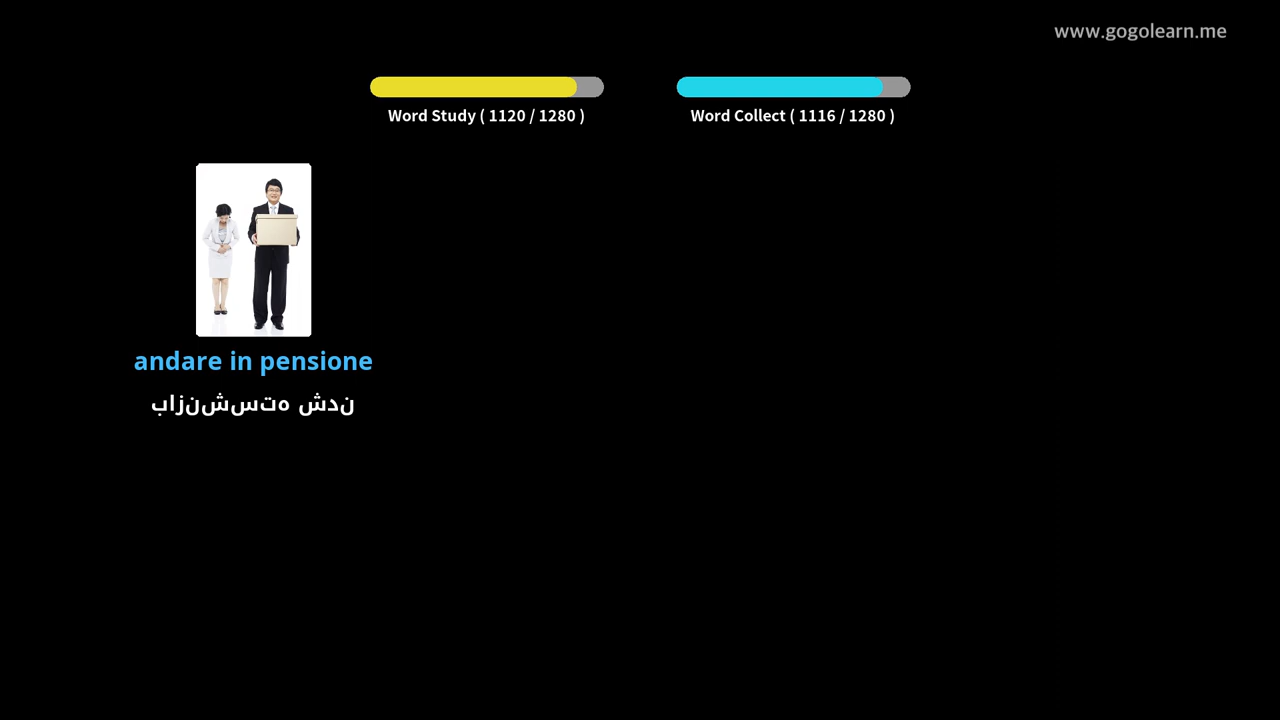 www.gogolearn.me
Word Study ( 1120 / 1280 )
Word Collect ( 1116 / 1280 )
andare in pensione
بازنشسته شدن